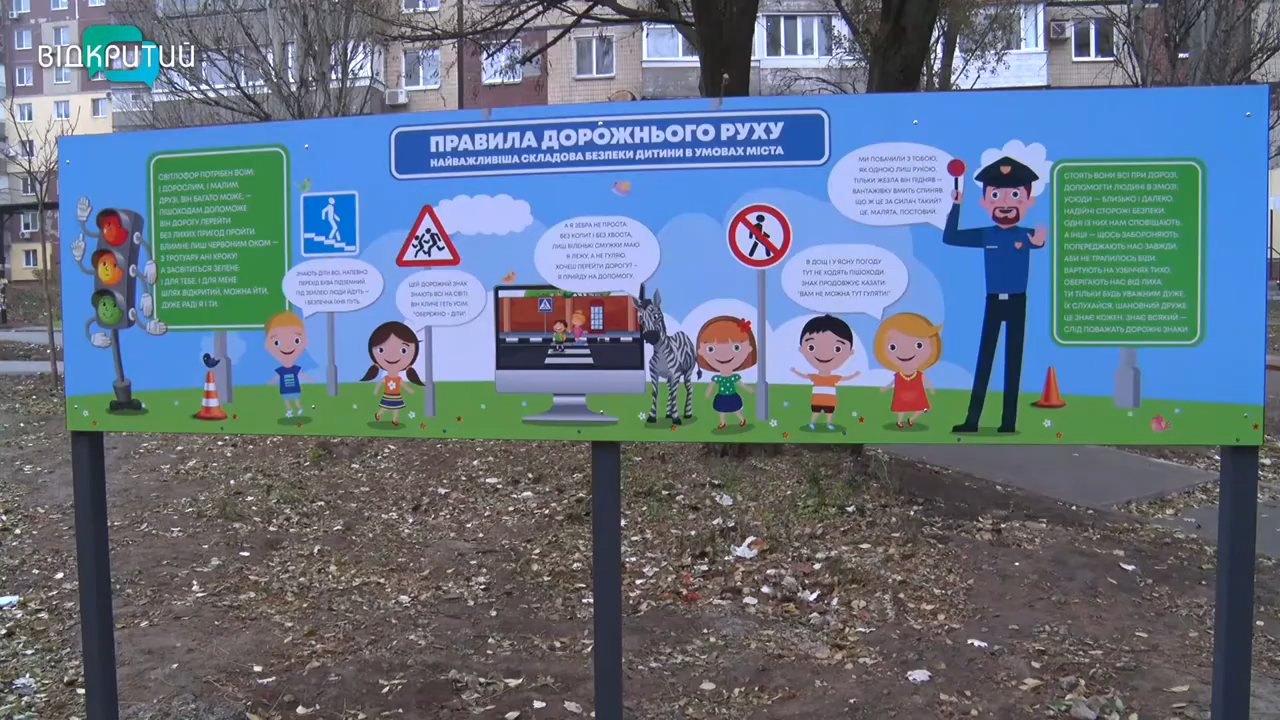 ВІДКРИТИЙ
ПРАВИЛА ДОРОЖНЬОГО РУХУ
НАЙВАЖЛИВІША СКЛАДОВА БЕЗПЕКИ ДИТИНИ В УМОВАХ МІСТА
СВІТЛОФОР ПОТРІБЕН ВСІМ:
І ДОРОСЛИМ, І МАЛИМ.
ДРУЗІ, ВІН БАГАТО МОЖЕ, —
ПІШОХОДАМ ДОПОМОЖЕ
ВІН ДОРОГУ ПЕРЕЙТИ
БЕЗ ЛИХИХ ПРИГОД ПРОЙТИ.
БЛИМНЕ ЛИШ ЧЕРВОНИМ ОКОМ —
З ТРОТУАРУ АНІ КРОКУ!
А ЗАСВІТИТЬСЯ ЗЕЛЕНЕ:
І ДЛЯ ТЕБЕ, І ДЛЯ МЕНЕ
ШЛЯХ ВІДКРИТИЙ, МОЖНА ЙТИ,
ДУЖЕ РАДІ Я І ТИ.
ЗНАЮТЬ ДІТИ ВСІ, НАПЕВНО
ПЕРЕХІД БУВА ПІДЗЕМНИЙ.
ПІД ЗЕМЛЕЮ ЛЮДИ ЙДУТЬ —
І БЕЗПЕЧНА ЇХНЯ ПУТЬ.
ЦЕЙ ДОРОЖНІЙ ЗНАК
ЗНАЮТЬ ВСІ НА СВІТІ
ВІН КЛИЧЕ ГЕТЬ УСІМ
"ОБЕРЕЖНО - ДІТИ"
А Я ЗЕБРА НЕ ПРОСТА:
БЕЗ КОПИТ І БЕЗ ХВОСТА,
ЛИШ БІЛЕНЬКІ СМУЖКИ МАЮ
Я ЛЕЖУ, А НЕ ГУЛЯЮ.
ХОЧЕШ ПЕРЕЙТИ ДОРОГУ? -
Я ПРИЙДУ НА ДОПОМОГУ.
В ДОЩ І У ЯСНУ ПОГОДУ
ТУТ НЕ ХОДЯТЬ ПІШОХОДИ
ЗНАК ПРОДОВЖУЄ КАЗАТИ:
"ВАМ НЕ МОЖНА ТУТ ГУЛЯТИ!"
МИ ПОБАЧИЛИ З ТОБОЮ,
ЯК ОДНОЮ ЛИШ РУКОЮ,
ТІЛЬКИ ЖЕЗЛА ВІН ПІДНЯВ —
ВАНТАЖІВКУ ВМИТЬ СПИНЯВ.
ЩО Ж ЦЕ ЗА СИЛАЧ ТАКИЙ?
ЦЕ, МАЛЯТА, ПОСТОВИЙ.
СТОЯТЬ ВОНИ ВСІ ПРИ ДОРОЗІ,
ДОПОМОГТИ ЛЮДИНІ В ЗМОЗІ;
УСЮДИ — БЛИЗЬКО І ДАЛЕКО,
НАДІЙНІ СТОРОЖІ БЕЗПЕКИ.
ОДНІ ІЗ НИХ НАМ СПОВІЩАЮТЬ,
А ІНШІ — ЩОСЬ ЗАБОРОНЯЮТЬ,
ПОПЕРЕДЖАЮТЬ НАС ЗАВЖДИ,
АБИ НЕ ТРАПИЛОСЬ БІДИ.
ВАРТУЮТЬ НА УЗБІЧЧЯХ ТИХО,
ОБЕРІГАЮТЬ НАС ВІД ЛИХА,
ТИ ТІЛЬКИ БУДЬ УВАЖНИМ ДУЖЕ,
ЇХ СЛУХАЙСЯ, ШАНОВНИЙ ДРУЖЕ.
ЦЕ ЗНАЄ КОЖЕН, ЗНАЄ ВСЯКИЙ —
СЛІД ПОВАЖАТЬ ДОРОЖНІ ЗНАКИ.